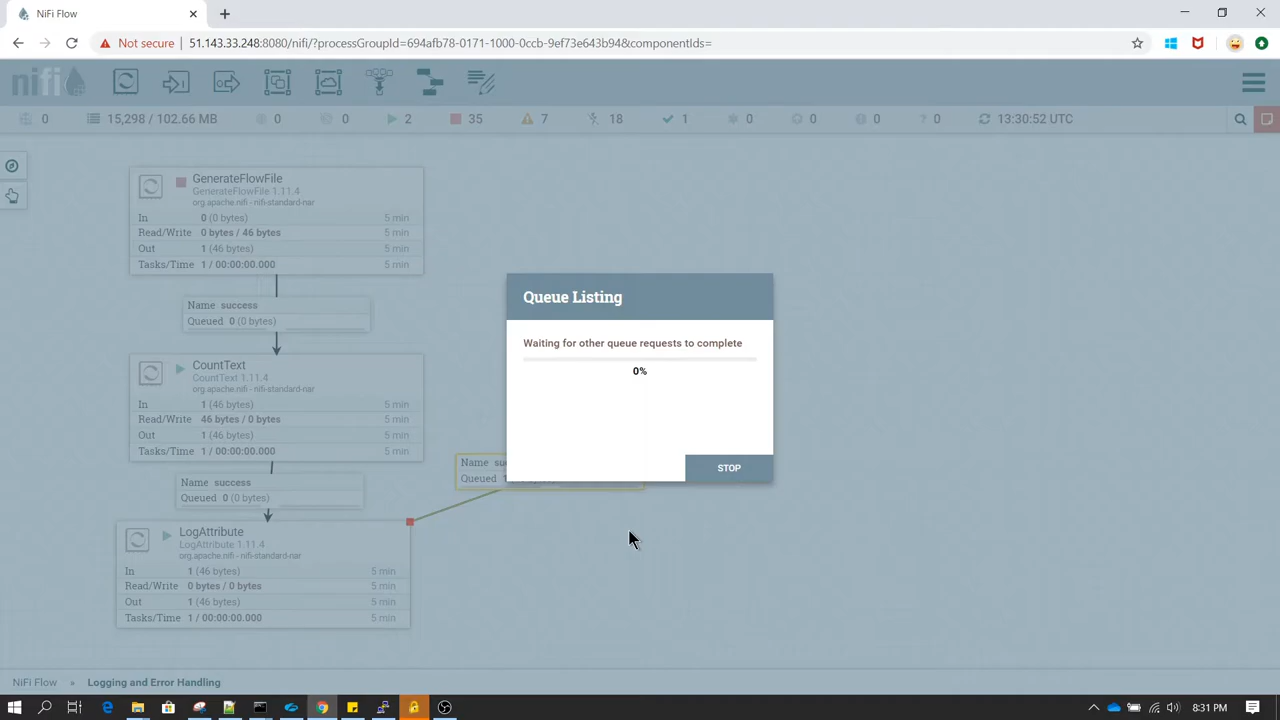 NiFi Flow
Not secure | 51.143.33.248:8080/nifi/?processGroupId=694afb78-0171-1000-0ccb-9ef73e643b94&componentIds=
nifi
0 15,298 / 102.66 MB 0 0 2 35 7 18 1 0 0 0 0 13:30:52 UTC
GenerateFlowFile
GenerateFlowFile 1.11.4
org.apache.nifi - nifi-standard-nar
In 0 (0 bytes) 5 min
Read/Write 0 bytes / 46 bytes 5 min
Out 1 (46 bytes) 5 min
Tasks/Time 1 / 00:00:00.000 5 min
Name success
Queued 0 (0 bytes)
CountText
CountText 1.11.4
org.apache.nifi - nifi-standard-nar
In 1 (46 bytes) 5 min
Read/Write 46 bytes / 0 bytes 5 min
Out 1 (46 bytes) 5 min
Tasks/Time 1 / 00:00:00.000 5 min
Name success
Queued 0 (0 bytes)
LogAttribute
LogAttribute 1.11.4
org.apache.nifi - nifi-standard-nar
In 1 (46 bytes) 5 min
Read/Write 0 bytes / 0 bytes 5 min
Out 1 (46 bytes) 5 min
Tasks/Time 1 / 00:00:00.000 5 min
Name
Queued
Queue Listing
Waiting for other queue requests to complete
0%
STOP
NiFi Flow » Logging and Error Handling
8:31 PM